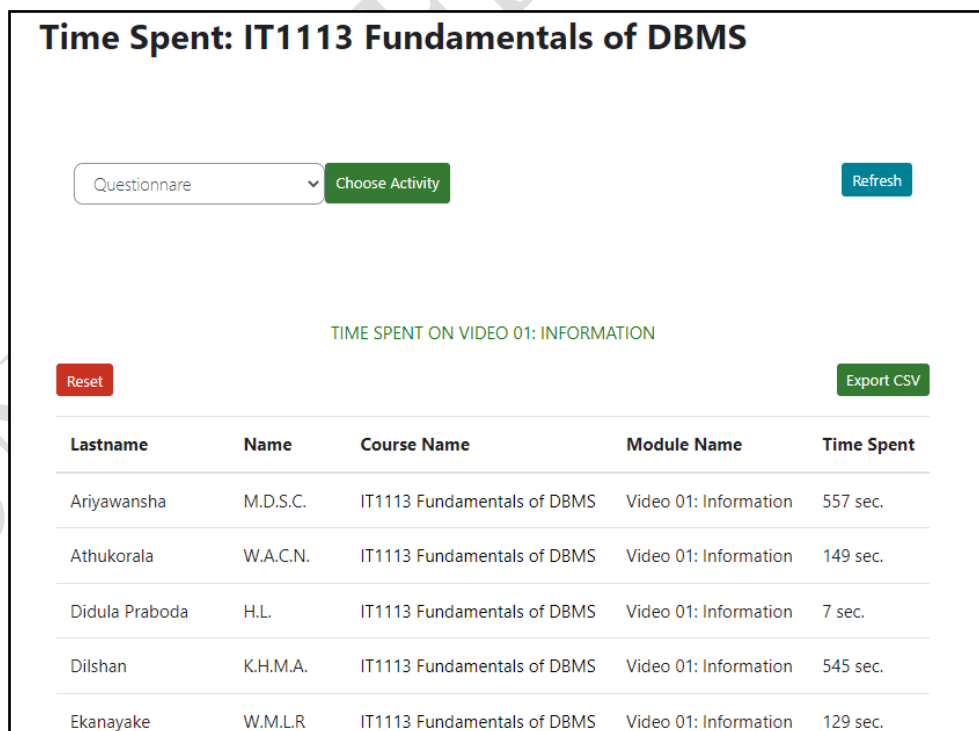 Time Spent: IT1113 Fundamentals of DBMS
Questionnare Choose Activity Refresh
TIME SPENT ON VIDEO 01: INFORMATION
Reset Export CSV
Lastname Name Course Name Module Name Time Spent
Ariyawansha M.D.S.C. IT1113 Fundamentals of DBMS Video 01: Information 557 sec.
Athukorala W.A.C.N. IT1113 Fundamentals of DBMS Video 01: Information 149 sec.
Didula Praboda H.L. IT1113 Fundamentals of DBMS Video 01: Information 7 sec.
Dilshan K.H.M.A. IT1113 Fundamentals of DBMS Video 01: Information 545 sec.
Ekanayake W.M.L.R IT1113 Fundamentals of DBMS Video 01: Information 129 sec.